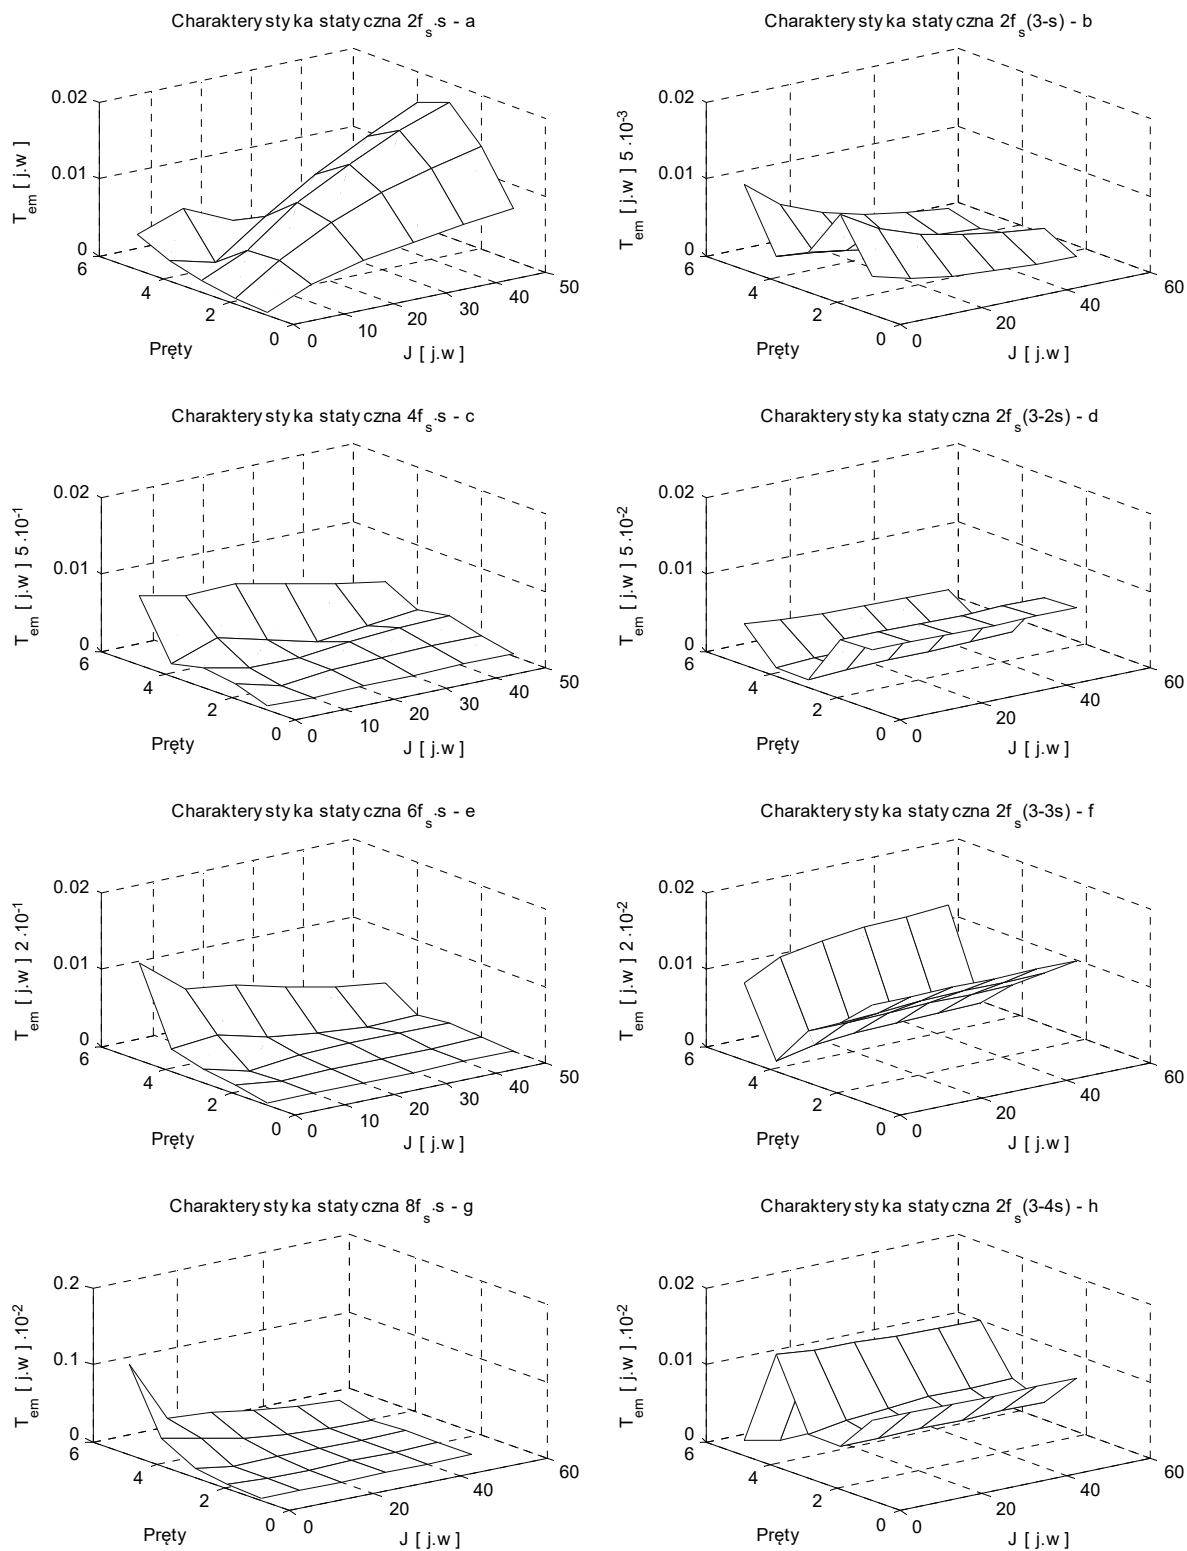 Charakterystyka statyczna 2f_s·s - a
0.02
0.01
0
T_em [ j.w ]
6
4
2
0
Pręty
0
10
20
30
40
50
J [ j.w ]
Charakterystyka statyczna 2f_s(3-s) - b
0.02
0.01
0
T_em [ j.w ] 5·10^-3
6
4
2
0
Pręty
0
20
40
60
J [ j.w ]
Charakterystyka statyczna 4f_s·s - c
0.02
0.01
0
T_em [ j.w ] 5·10^-1
6
4
2
0
Pręty
0
10
20
30
40
50
J [ j.w ]
Charakterystyka statyczna 2f_s(3-2s) - d
0.02
0.01
0
T_em [ j.w ] 5·10^-2
6
4
2
0
Pręty
0
20
40
60
J [ j.w ]
Charakterystyka statyczna 6f_s·s - e
0.02
0.01
0
T_em [ j.w ] 2·10^-1
6
4
2
0
Pręty
0
10
20
30
40
50
J [ j.w ]
Charakterystyka statyczna 2f_s(3-3s) - f
0.02
0.01
0
T_em [ j.w ] 2·10^-2
6
4
2
0
Pręty
0
20
40
60
J [ j.w ]
Charakterystyka statyczna 8f_s·s - g
0.2
0.1
0
T_em [ j.w ]·10^-2
6
4
2
0
Pręty
0
20
40
60
J [ j.w ]
Charakterystyka statyczna 2f_s(3-4s) - h
0.02
0.01
0
T_em [ j.w ]·10^-2
6
4
2
0
Pręty
0
20
40
60
J [ j.w ]